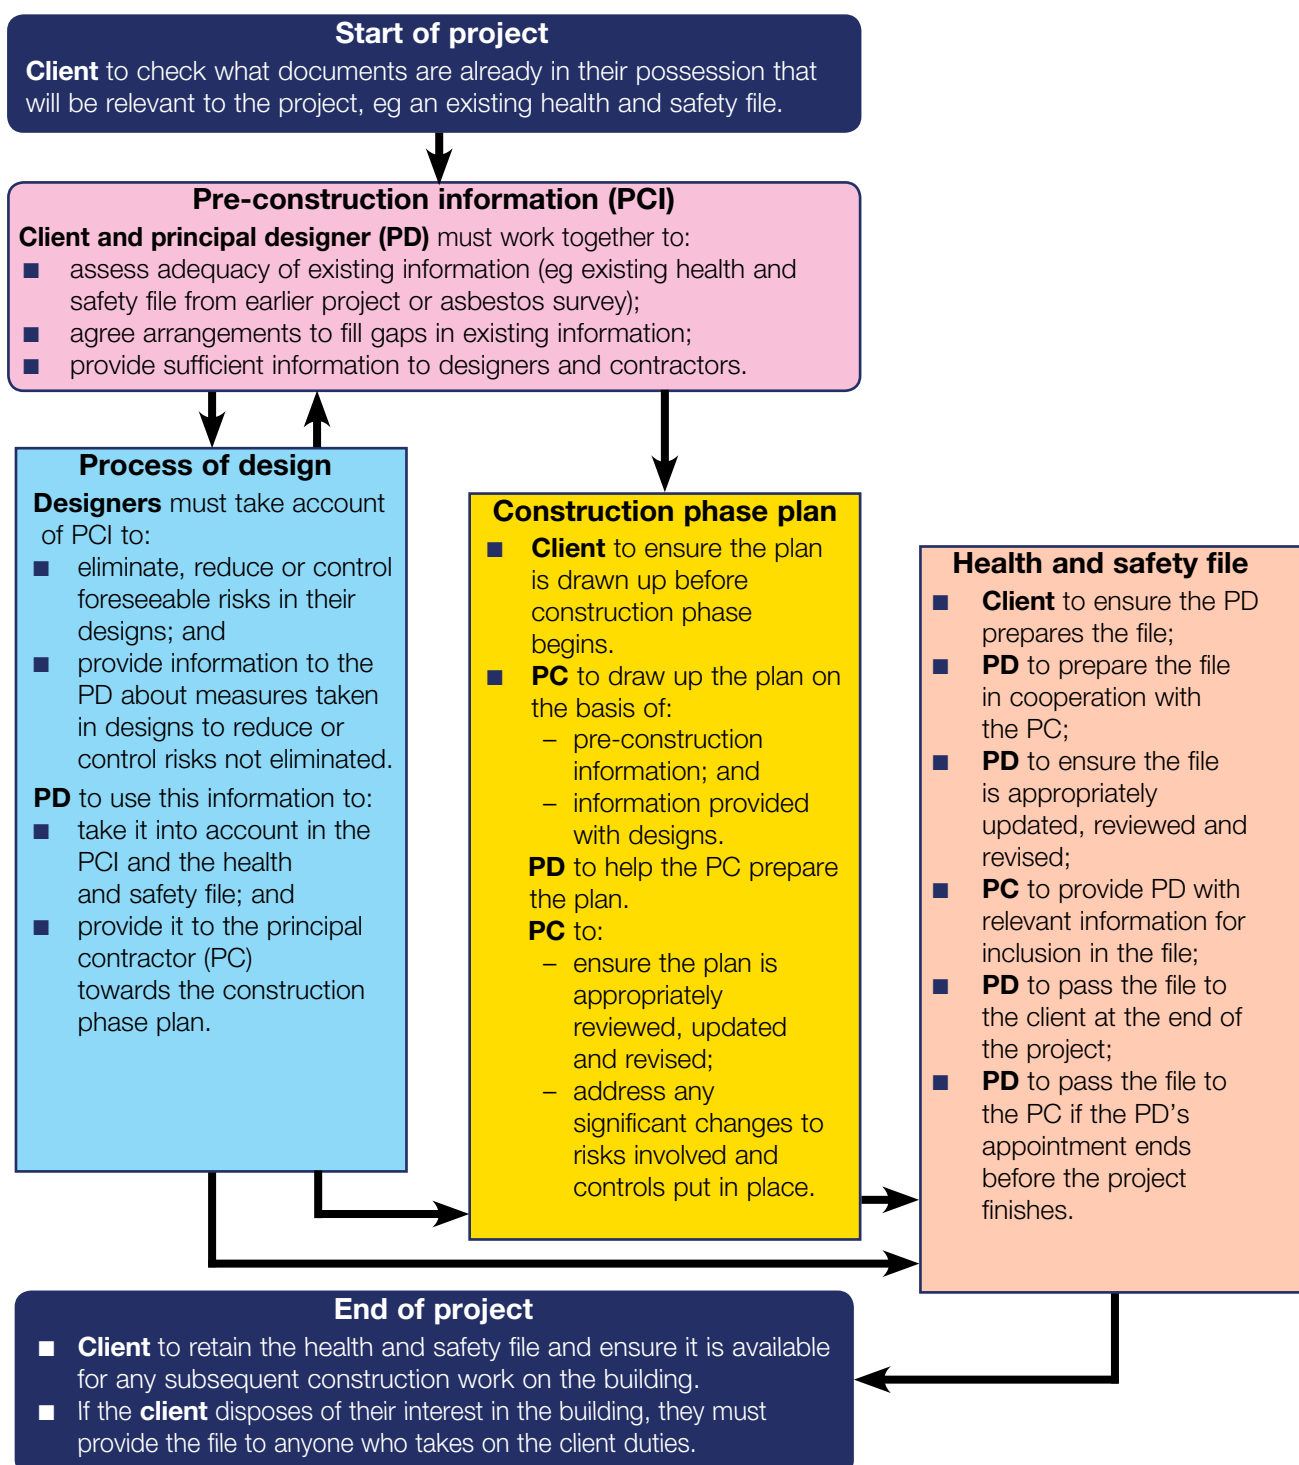 Start of project
Client to check what documents are already in their possession that
will be relevant to the project, eg an existing health and safety file.
Pre-construction information (PCI)
Client and principal designer (PD) must work together to:
■ assess adequacy of existing information (eg existing health and
safety file from earlier project or asbestos survey);
■ agree arrangements to fill gaps in existing information;
■ provide sufficient information to designers and contractors.
Process of design
Designers must take account
of PCI to:
■ eliminate, reduce or control
foreseeable risks in their
designs; and
■ provide information to the
PD about measures taken
in designs to reduce or
control risks not eliminated.
PD to use this information to:
■ take it into account in the
PCI and the health
and safety file; and
■ provide it to the principal
contractor (PC)
towards the construction
phase plan.
Construction phase plan
■ Client to ensure the plan
is drawn up before
construction phase
begins.
■ PC to draw up the plan on
the basis of:
– pre-construction
information; and
– information provided
with designs.
PD to help the PC prepare
the plan.
PC to:
– ensure the plan is
appropriately
reviewed, updated
and revised;
– address any
significant changes to
risks involved and
controls put in place.
Health and safety file
■ Client to ensure the PD
prepares the file;
■ PD to prepare the file
in cooperation with
the PC;
■ PD to ensure the file
is appropriately
updated, reviewed and
revised;
■ PC to provide PD with
relevant information for
inclusion in the file;
■ PD to pass the file to
the client at the end of
the project;
■ PD to pass the file to
the PC if the PD's
appointment ends
before the project
finishes.
End of project
■ Client to retain the health and safety file and ensure it is available
for any subsequent construction work on the building.
■ If the client disposes of their interest in the building, they must
provide the file to anyone who takes on the client duties.